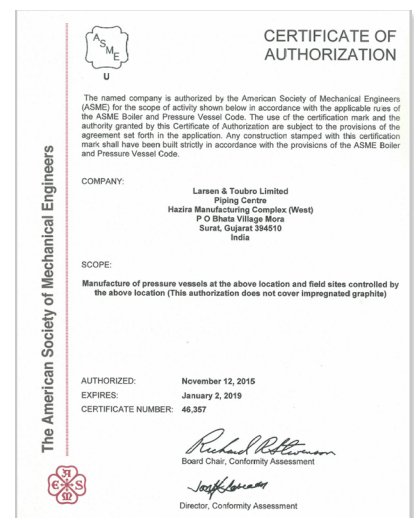 ASME
U
CERTIFICATE OF
AUTHORIZATION
The named company is authorized by the American Society of Mechanical Engineers
(ASME) for the scope of activity shown below in accordance with the applicable rules of
the ASME Boiler and Pressure Vessel Code. The use of the certification mark and the
authority granted by this Certificate of Authorization are subject to the provisions of the
agreement set forth in the application. Any construction stamped with this certification
mark shall have been built strictly in accordance with the provisions of the ASME Boiler
and Pressure Vessel Code.
COMPANY:
Larsen & Toubro Limited
Piping Centre
Hazira Manufacturing Complex (West)
P O Bhata Village Mora
Surat, Gujarat 394510
India
SCOPE:
Manufacture of pressure vessels at the above location and field sites controlled by
the above location (This authorization does not cover impregnated graphite)
AUTHORIZED: November 12, 2015
EXPIRES: January 2, 2019
CERTIFICATE NUMBER: 46,357
Board Chair, Conformity Assessment
Director, Conformity Assessment
The American Society of Mechanical Engineers